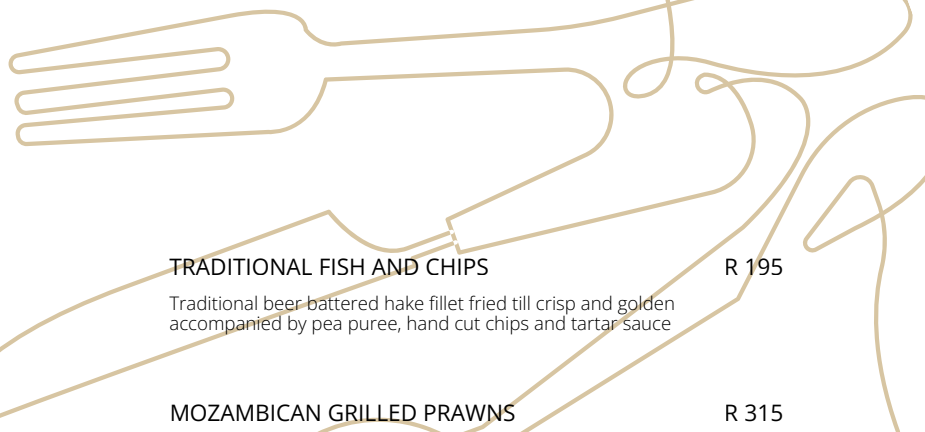 TRADITIONAL FISH AND CHIPS R 195
Traditional beer battered hake fillet fried till crisp and golden
accompanied by pea puree, hand cut chips and tartar sauce
MOZAMBICAN GRILLED PRAWNS R 315